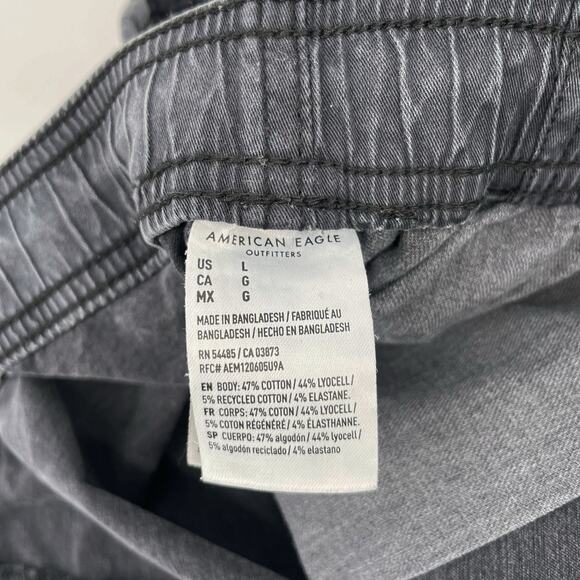 AMERICAN EAGLE
OUTFITTERS
US L
CA G
MX G
MADE IN BANGLADESH / FABRIQUÉ AU
BANGLADESH / HECHO EN BANGLADESH
RN 54485 / CA 03873
RFC# AEM120605U9A
EN BODY: 47% COTTON / 44% LYOCELL /
5% RECYCLED COTTON / 4% ELASTANE.
FR CORPS: 47% COTON / 44% LYOCELL /
5% COTON RÉGÉNÉRÉ / 4% ÉLASTHANNE.
SP CUERPO: 47% algodón / 44% lyocell /
5% algodón reciclado / 4% elastano